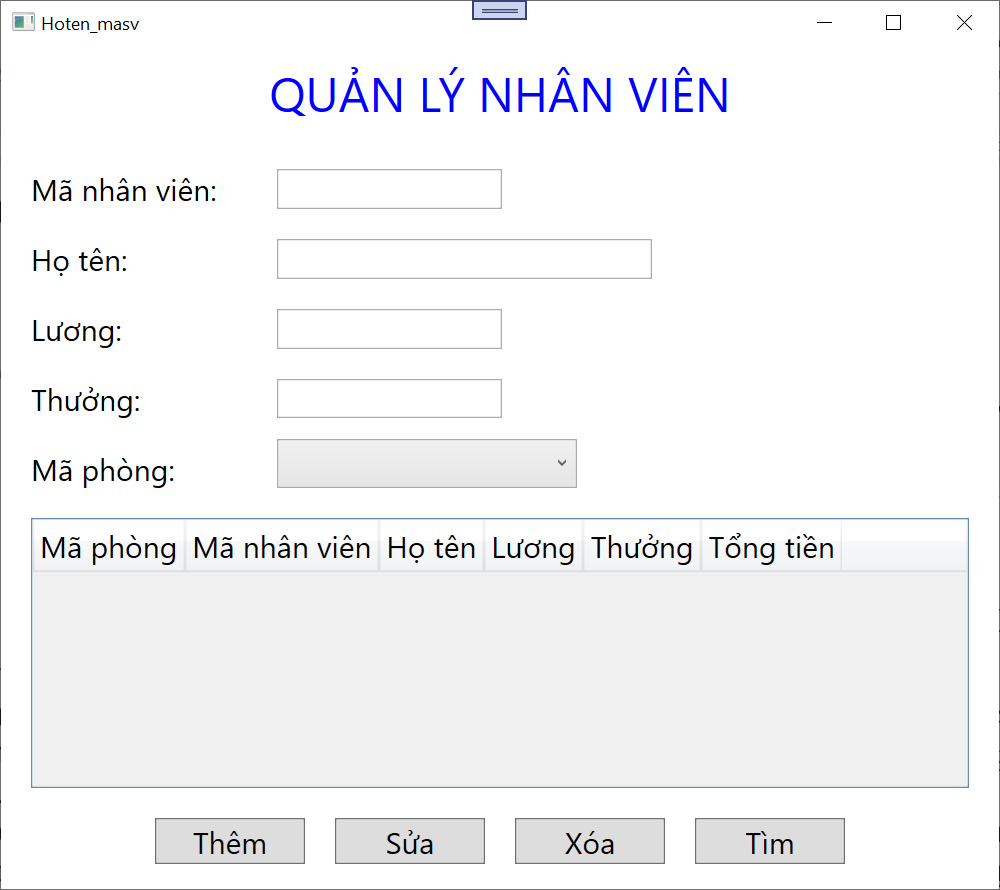 Hoten_masv
QUẢN LÝ NHÂN VIÊN
Mã nhân viên:
Họ tên:
Lương:
Thưởng:
Mã phòng:
Mã phòng Mã nhân viên Họ tên Lương Thưởng Tổng tiền
Thêm Sửa Xóa Tìm